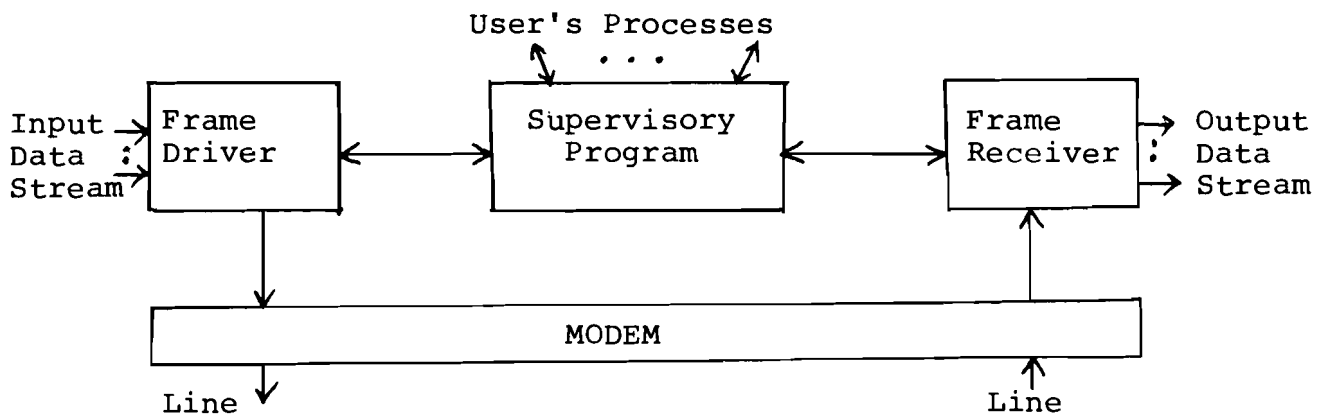 User's Processes
. . .
Input
Data
Stream
Frame
Driver
Supervisory
Program
Frame
Receiver
Output
Data
Stream
MODEM
Line
Line